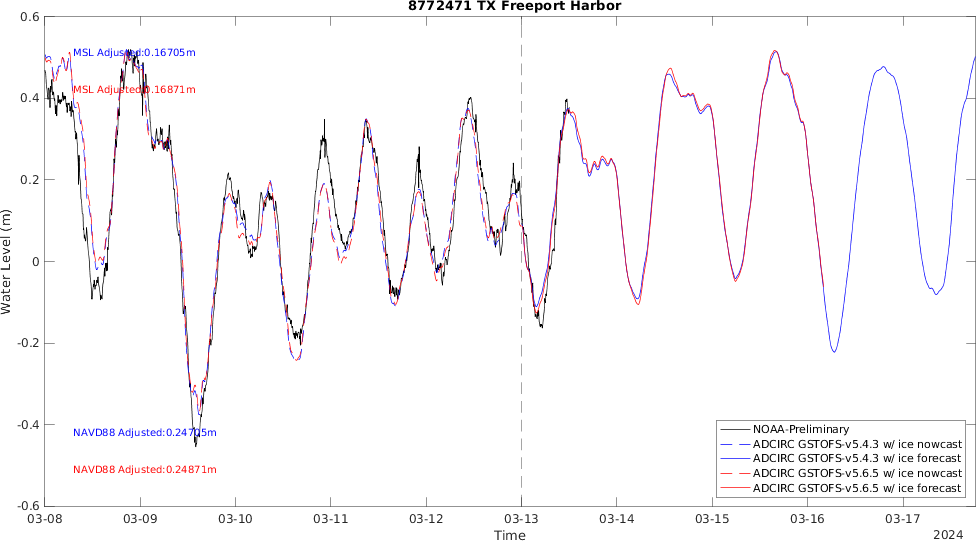 8772471 TX Freeport Harbor
0.6
MSL Adjusted:0.16705m
MSL Adjusted:0.16871m
0.4
0.2
0
-0.2
-0.4
-0.6
Water Level (m)
NAVD88 Adjusted:0.24705m
NAVD88 Adjusted:0.24871m
NOAA-Preliminary
ADCIRC GSTOFS-v5.4.3 w/ ice nowcast
ADCIRC GSTOFS-v5.4.3 w/ ice forecast
ADCIRC GSTOFS-v5.6.5 w/ ice nowcast
ADCIRC GSTOFS-v5.6.5 w/ ice forecast
03-08 03-09 03-10 03-11 03-12 03-13 03-14 03-15 03-16 03-17
Time
2024